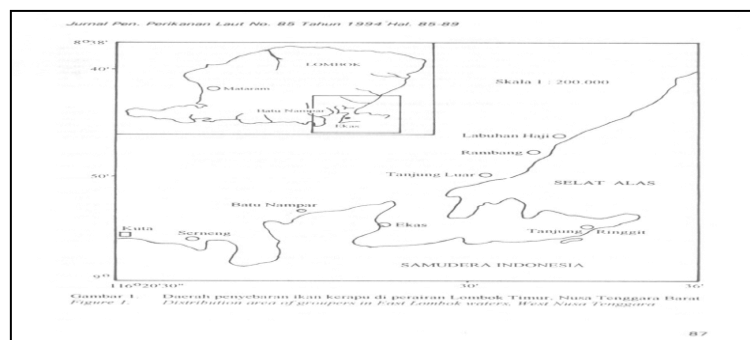 Jurnal Pen. Perikanan Laut No. 85 Tahun 1994 Hal. 85-89
8°38'
40'
LOMBOK
Mataram
Batu Nampar
Ekas
Skala 1 : 200.000
Labuhan Haji
Rambang
50'
Tanjung Luar
SELAT ALAS
Batu Nampar
Kuta
Serneng
Ekas
Tanjung Ringgit
SAMUDERA INDONESIA
9°
116°20'30"
30'
36'
Gambar 1. Daerah penyebaran ikan kerapu di perairan Lombok Timur, Nusa Tenggara Barat
Figure 1. Distribution area of groupers in East Lombok waters, West Nusa Tenggara
87